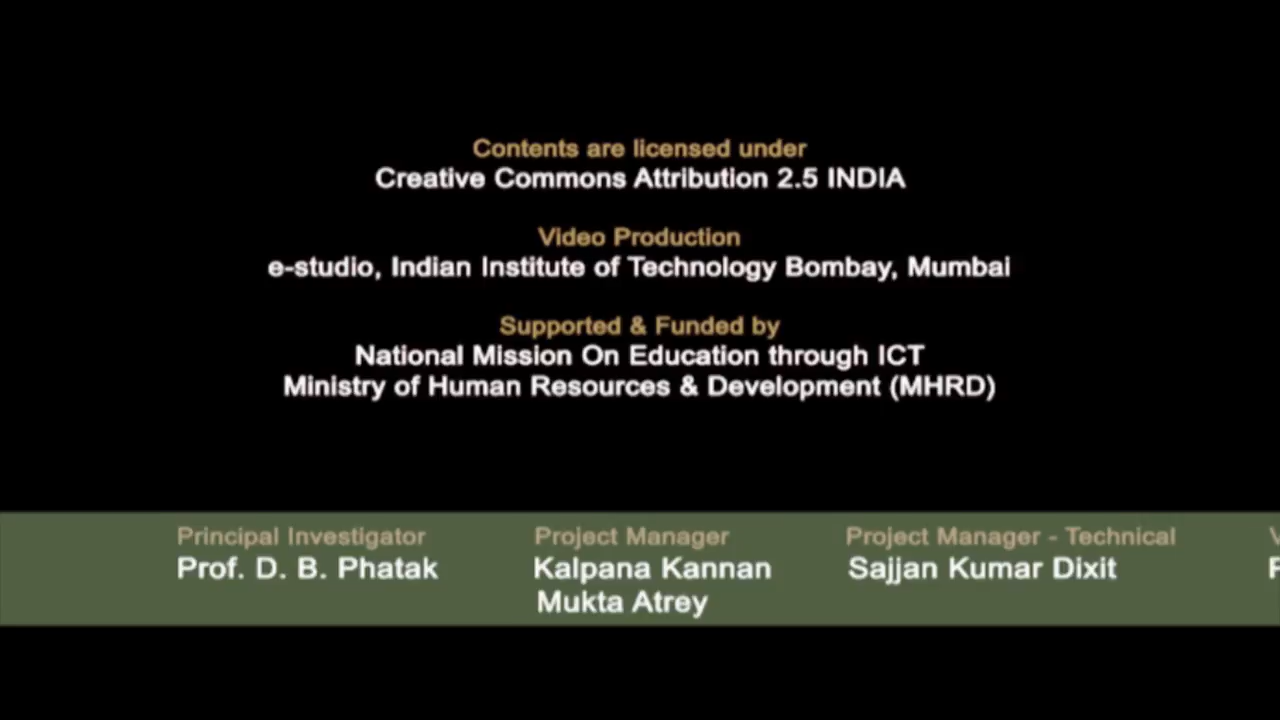 Contents are licensed under
Creative Commons Attribution 2.5 INDIA
Video Production
e-studio, Indian Institute of Technology Bombay, Mumbai
Supported & Funded by
National Mission On Education through ICT
Ministry of Human Resources & Development (MHRD)
Principal Investigator
Prof. D. B. Phatak
Project Manager
Kalpana Kannan
Mukta Atrey
Project Manager - Technical
Sajjan Kumar Dixit